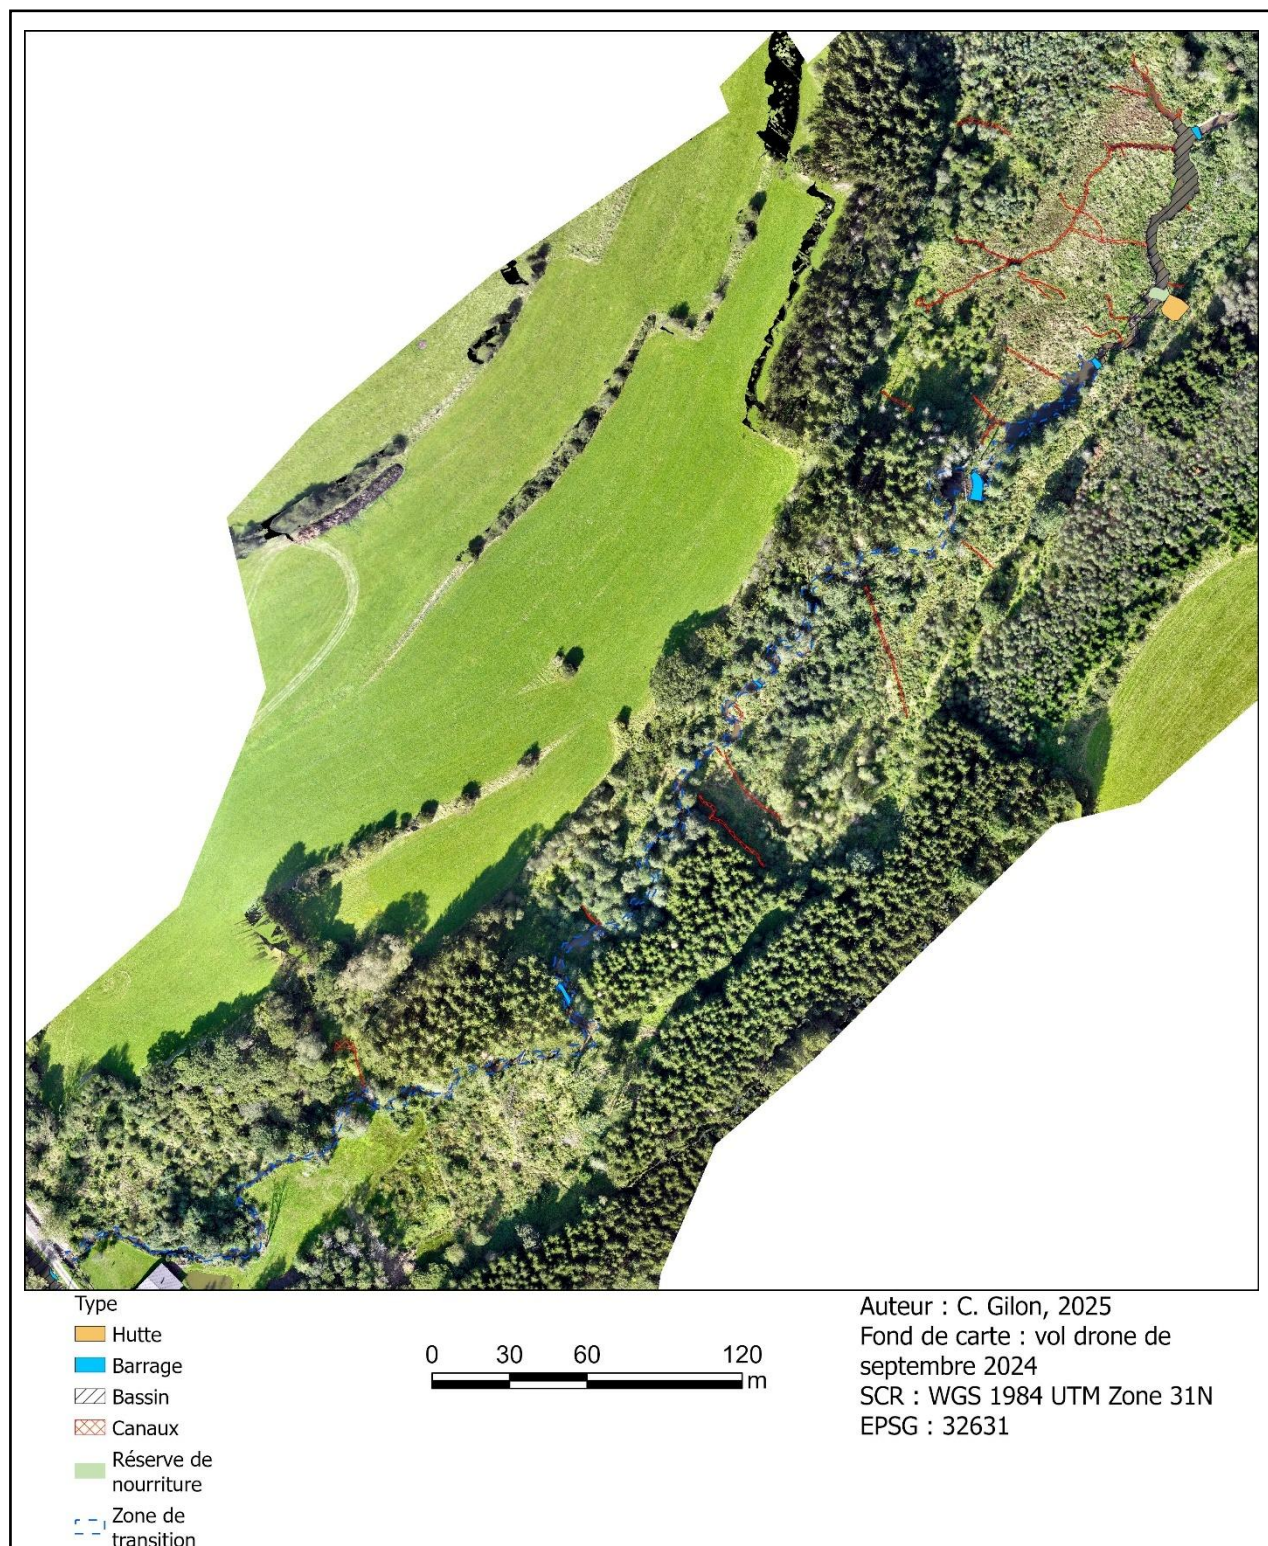 Type
Hutte
Barrage
Bassin
Canaux
Réserve de
nourriture
Zone de
transition
0 30 60 120
m
Auteur : C. Gilon, 2025
Fond de carte : vol drone de
septembre 2024
SCR : WGS 1984 UTM Zone 31N
EPSG : 32631